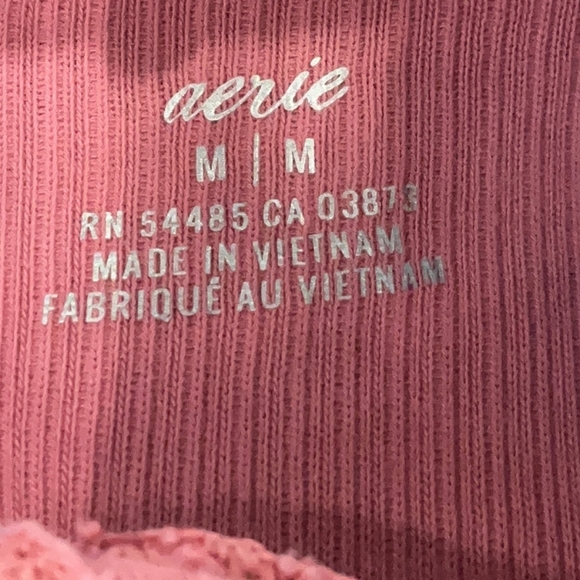 aerie
M | M
RN 54485 CA 03873
MADE IN VIETNAM
FABRIQUÉ AU VIETNAM